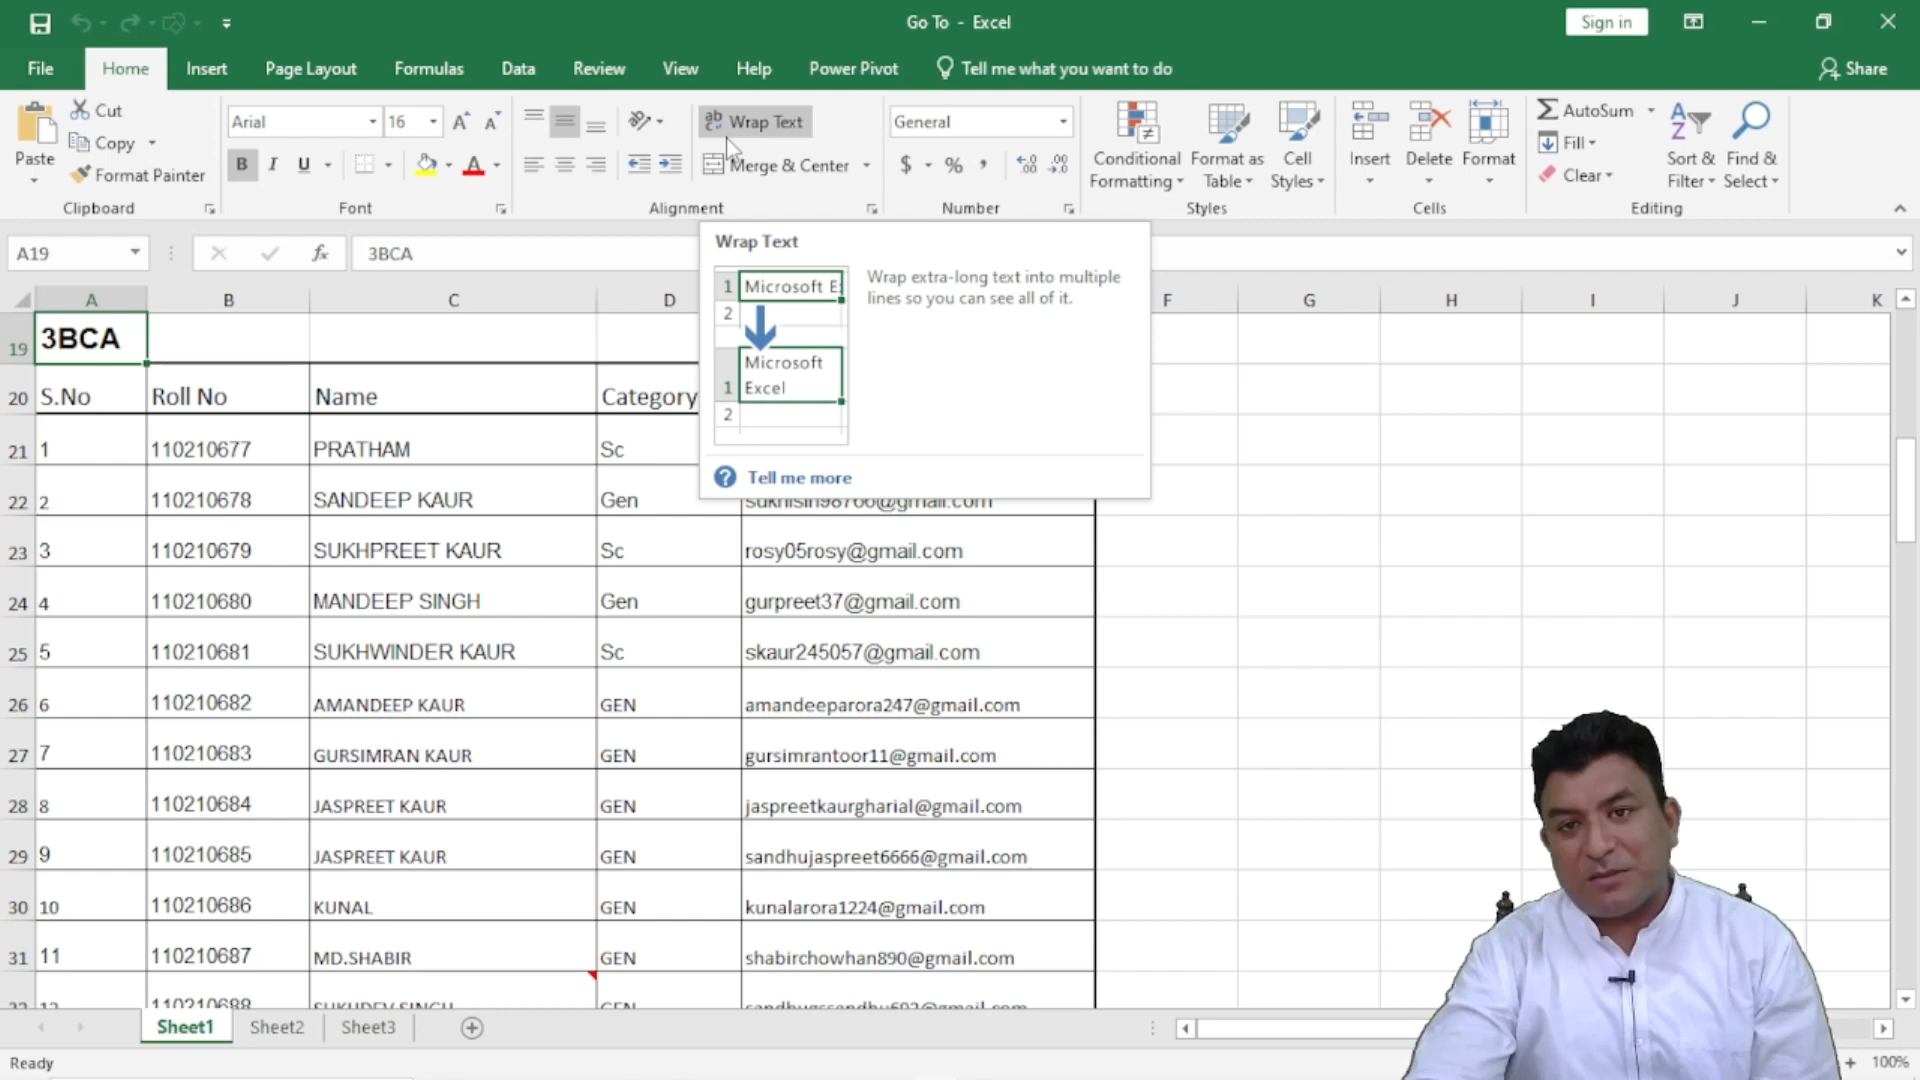 Go To - Excel
Sign in
File Home Insert Page Layout Formulas Data Review View Help Power Pivot Tell me what you want to do Share
Cut
Copy
Format Painter
Paste
Clipboard
Arial 16 A A
B I U A
Font
ab Wrap Text
Merge & Center
Alignment
General
$ % , .00 .00
Number
Conditional Formatting
Format as Table
Cell Styles
Styles
Insert Delete Format
Cells
AutoSum
Fill
Clear
Sort & Filter
Find & Select
Editing
A19 fx 3BCA
Wrap Text
Wrap extra-long text into multiple
lines so you can see all of it.
1 Microsoft E
2
Microsoft
1 Excel
2
Tell me more
A B C D F G H I J K
19 3BCA
20 S.No Roll No Name Category
21 1 110210677 PRATHAM Sc
22 2 110210678 SANDEEP KAUR Gen
23 3 110210679 SUKHPREET KAUR Sc rosy05rosy@gmail.com
24 4 110210680 MANDEEP SINGH Gen gurpreet37@gmail.com
25 5 110210681 SUKHWINDER KAUR Sc skaur245057@gmail.com
26 6 110210682 AMANDEEP KAUR GEN amandeeparora247@gmail.com
27 7 110210683 GURSIMRAN KAUR GEN gursimrantoor11@gmail.com
28 8 110210684 JASPREET KAUR GEN jaspreetkaurgharial@gmail.com
29 9 110210685 JASPREET KAUR GEN sandhujaspreet6666@gmail.com
30 10 110210686 KUNAL GEN kunalarora1224@gmail.com
31 11 110210687 MD.SHABIR GEN shabirchowhan890@gmail.com
110210688
Sheet1 Sheet2 Sheet3
Ready
100%